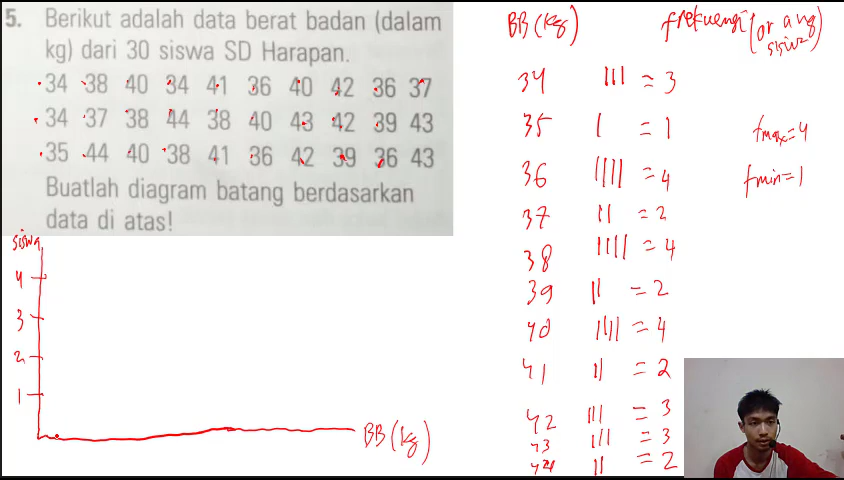 5. Berikut adalah data berat badan (dalam
kg) dari 30 siswa SD Harapan.
34 38 40 34 41 36 40 42 36 37
34 37 38 44 38 40 43 42 39 43
35 44 40 38 41 36 42 39 36 43
Buatlah diagram batang berdasarkan
data di atas!
siswa
4
3
2
1
BB (kg)
BB (kg) frekuensi (orang siswa)
34 |||| = 3
35 | = 1
36 |||| = 4
37 || = 2
38 |||| = 4
39 || = 2
40 |||| = 4
41 || = 2
42 ||| = 3
43 ||| = 3
44 || = 2
fmax = 4
fmin = 1